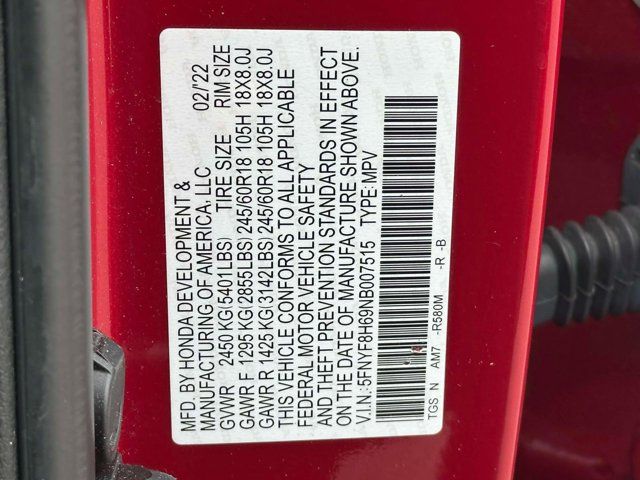 MFD. BY HONDA DEVELOPMENT &
MANUFACTURING OF AMERICA, LLC 02/'22
GVWR 2450 KG(5401LBS) TIRE SIZE RIM SIZE
GAWR F 1295 KG(2855LBS) 245/60R18 105H 18X8.0J
GAWR R 1425 KG(3142LBS) 245/60R18 105H 18X8.0J
THIS VEHICLE CONFORMS TO ALL APPLICABLE
FEDERAL MOTOR VEHICLE SAFETY
AND THEFT PREVENTION STANDARDS IN EFFECT
ON THE DATE OF MANUFACTURE SHOWN ABOVE.
V.I.N.:5FNYF8H69NB007515 TYPE:MPV
TGS N AM7 -R580M -R -B